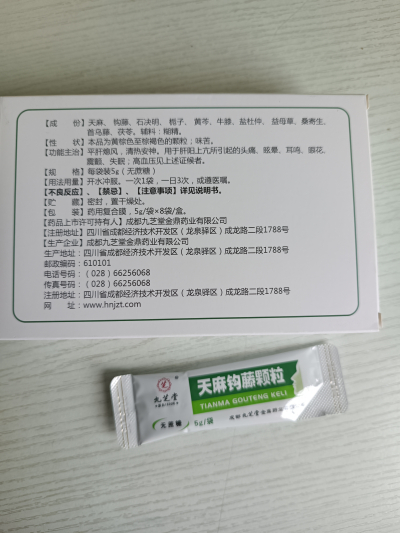 【成　　份】天麻、钩藤、石决明、栀子、黄芩、牛膝、盐杜仲、益母草、桑寄生、
首乌藤、茯苓。辅料：糊精。
【性　　状】本品为黄棕色至棕褐色的颗粒；味苦。
【功能主治】平肝熄风，清热安神。用于肝阳上亢所引起的头痛、眩晕、耳鸣、眼花、
震颤、失眠；高血压见上述证候者。
【规　　格】每袋装5g（无蔗糖）
【用法用量】开水冲服。一次1袋，一日3次，或遵医嘱。
【不良反应】、【禁忌】、【注意事项】详见说明书。
【贮　　藏】密封，置干燥处。
【包　　装】药用复合膜，5g/袋×8袋/盒。
【药品上市许可持有人】成都九芝堂金鼎药业有限公司
【注册地址】四川省成都经济技术开发区（龙泉驿区）成龙路二段1788号
【生产企业】成都九芝堂金鼎药业有限公司
生产地址：四川省成都经济技术开发区（龙泉驿区）成龙路二段1788号
邮政编码：610101
电话号码：（028）66256068
传真号码：（028）66256068
注册地址：四川省成都经济技术开发区（龙泉驿区）成龙路二段1788号
网　　址：www.hnjzt.com
天麻钩藤颗粒
TIANMA GOUTENG KELI
九芝堂
无蔗糖
5g/袋